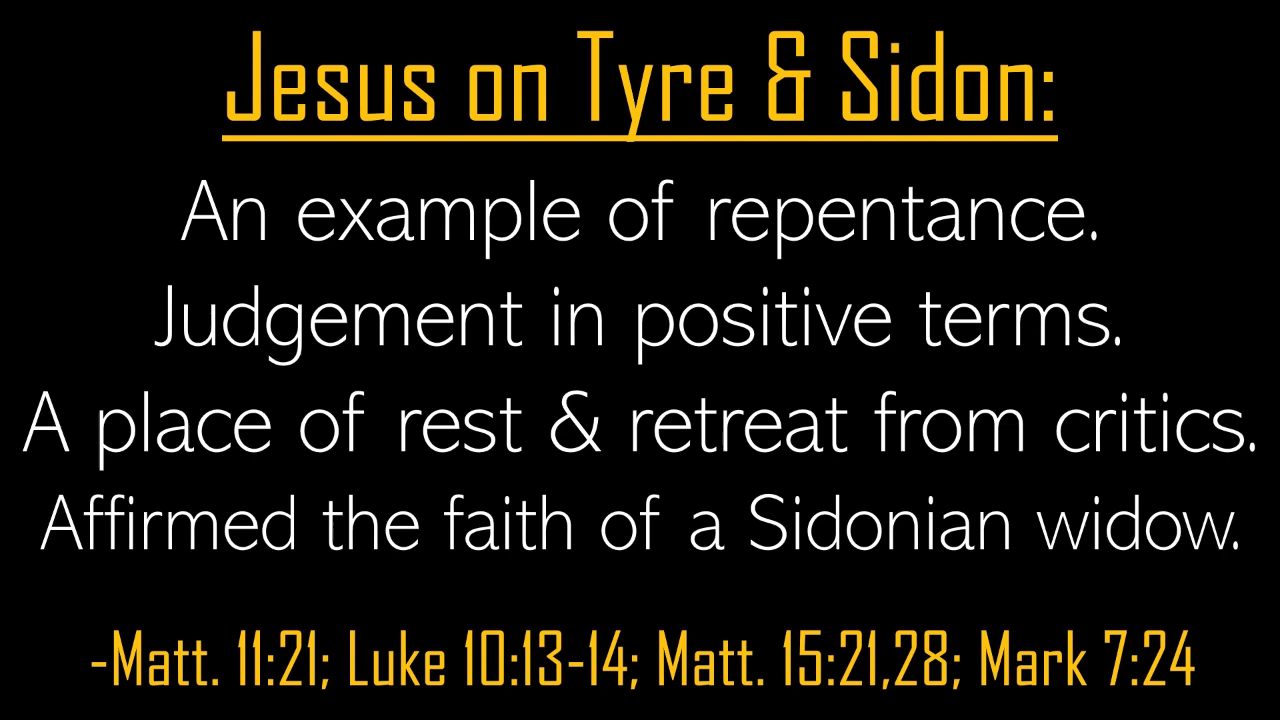 Jesus on Tyre & Sidon:
An example of repentance.
Judgement in positive terms.
A place of rest & retreat from critics.
Affirmed the faith of a Sidonian widow.
-Matt. 11:21; Luke 10:13-14; Matt. 15:21,28; Mark 7:24